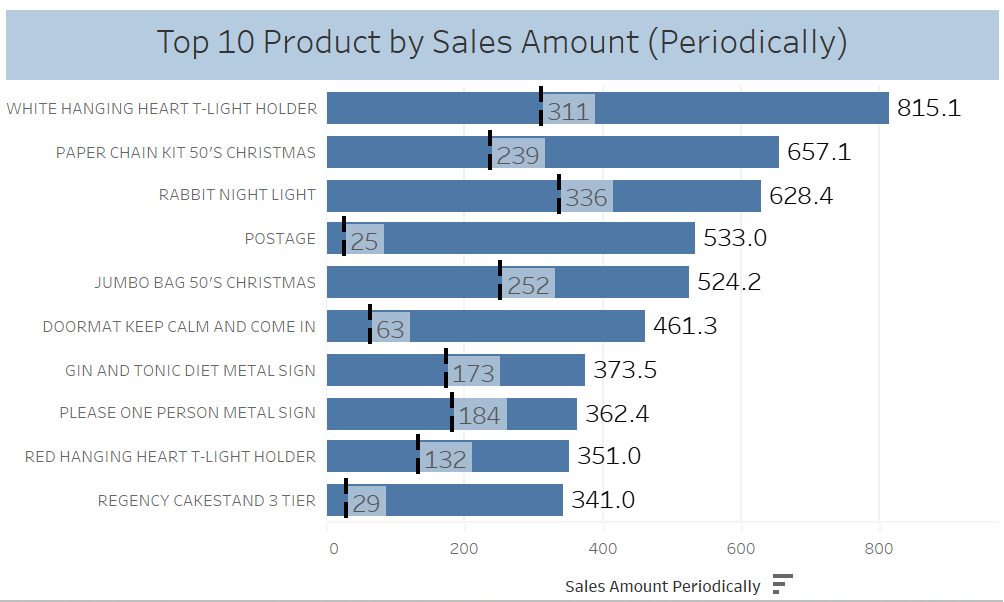 Top 10 Product by Sales Amount (Periodically)
WHITE HANGING HEART T-LIGHT HOLDER 311 815.1
PAPER CHAIN KIT 50'S CHRISTMAS 239 657.1
RABBIT NIGHT LIGHT 336 628.4
POSTAGE 25 533.0
JUMBO BAG 50'S CHRISTMAS 252 524.2
DOORMAT KEEP CALM AND COME IN 63 461.3
GIN AND TONIC DIET METAL SIGN 173 373.5
PLEASE ONE PERSON METAL SIGN 184 362.4
RED HANGING HEART T-LIGHT HOLDER 132 351.0
REGENCY CAKESTAND 3 TIER 29 341.0
0 200 400 600 800
Sales Amount Periodically